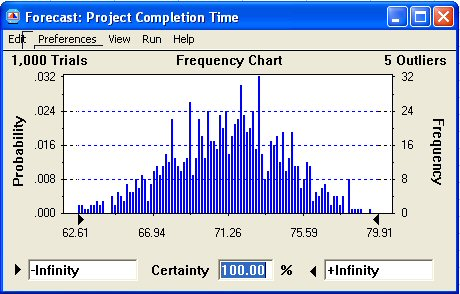 Forecast: Project Completion Time
Edit Preferences View Run Help
1,000 Trials Frequency Chart 5 Outliers
Probability
.032
.024
.016
.008
.000
32
24
16
8
0
Frequency
62.61 66.94 71.26 75.59 79.91
-Infinity Certainty 100.00 % +Infinity